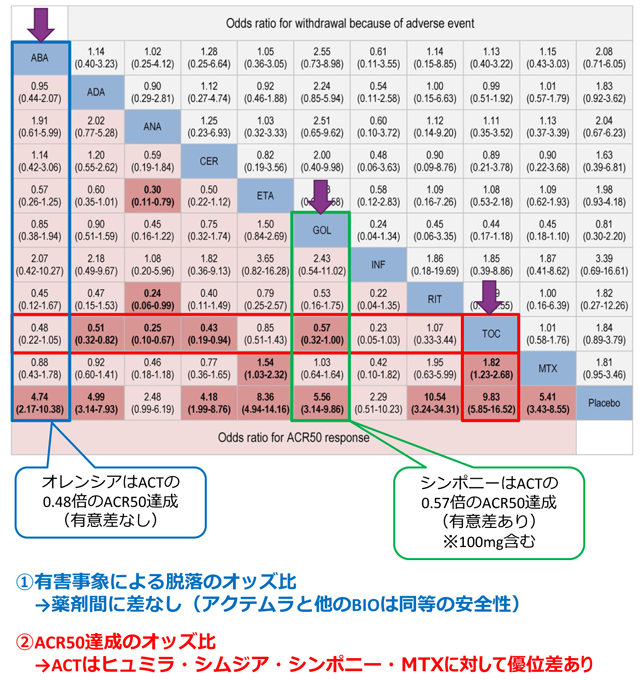 Odds ratio for withdrawal because of adverse event
ABA 1.14 1.02 1.28 1.05 2.55 0.61 1.14 1.13 1.15 2.08
(0.40-3.23) (0.25-4.12) (0.25-6.64) (0.36-3.05) (0.73-8.98) (0.11-3.55) (0.15-8.85) (0.40-3.22) (0.43-3.03) (0.71-6.05)
0.95 ADA 0.90 1.12 0.92 2.24 0.54 1.00 0.99 1.01 1.83
(0.44-2.07) (0.29-2.81) (0.27-4.74) (0.46-1.88) (0.85-5.94) (0.11-2.58) (0.15-6.63) (0.51-1.92) (0.57-1.79) (0.92-3.62)
1.91 2.02 ANA 1.25 1.03 2.51 0.60 1.12 1.11 1.13 2.04
(0.61-5.99) (0.77-5.28) (0.23-6.93) (0.32-3.33) (0.65-9.62) (0.10-3.72) (0.14-9.20) (0.35-3.52) (0.37-3.39) (0.67-6.23)
1.14 1.20 0.59 CER 0.82 2.00 0.48 0.90 0.89 0.90 1.63
(0.42-3.06) (0.55-2.62) (0.19-1.84) (0.19-3.56) (0.40-9.98) (0.06-3.63) (0.09-8.76) (0.21-3.78) (0.22-3.68) (0.39-6.81)
0.57 0.60 0.30 0.50 ETA 0.58 1.09 1.08 1.09 1.98
(0.26-1.25) (0.35-1.01) (0.11-0.79) (0.22-1.12) (0.12-2.83) (0.16-7.26) (0.53-2.18) (0.62-1.93) (0.93-4.18)
0.85 0.90 0.45 0.75 1.50 GOL 0.24 0.45 0.44 0.45 0.81
(0.38-1.94) (0.51-1.59) (0.16-1.22) (0.32-1.74) (0.84-2.69) (0.04-1.34) (0.06-3.35) (0.17-1.18) (0.18-1.10) (0.30-2.20)
2.07 2.18 1.08 1.82 3.65 2.43 INF 1.86 1.85 1.87 3.39
(0.42-10.27) (0.49-9.67) (0.20-5.96) (0.36-9.13) (0.82-16.28) (0.54-11.02) (0.18-19.69) (0.39-8.86) (0.41-8.62) (0.69-16.61)
0.45 0.47 0.24 0.40 0.79 0.53 0.22 RIT 1.00 1.82
(0.12-1.67) (0.15-1.53) (0.06-0.99) (0.11-1.49) (0.25-2.57) (0.16-1.75) (0.04-1.35) (0.16-6.39) (0.27-12.26)
0.48 0.51 0.25 0.43 0.85 0.57 0.23 1.07 TOC 1.01 1.84
(0.22-1.05) (0.32-0.82) (0.10-0.67) (0.19-0.94) (0.51-1.43) (0.32-1.00) (0.05-1.03) (0.33-3.44) (0.58-1.76) (0.89-3.79)
0.88 0.92 0.46 0.77 1.54 1.03 0.42 1.95 1.82 MTX 1.81
(0.43-1.78) (0.60-1.41) (0.18-1.18) (0.36-1.65) (1.03-2.32) (0.64-1.64) (0.10-1.82) (0.63-5.99) (1.23-2.68) (0.95-3.46)
4.74 4.99 2.48 4.18 8.36 5.56 2.29 10.54 9.83 5.41 Placebo
(2.17-10.38) (3.14-7.93) (0.99-6.19) (1.99-8.76) (4.94-14.16) (3.14-9.86) (0.51-10.23) (3.24-34.31) (5.85-16.52) (3.43-8.55)
Odds ratio for ACR50 response
オレンシアはACTの
0.48倍のACR50達成
（有意差なし）
シンポニーはACTの
0.57倍のACR50達成
（有意差あり）
※100mg含む
①有害事象による脱落のオッズ比
→薬剤間に差なし（アクテムラと他のBIOは同等の安全性）
②ACR50達成のオッズ比
→ACTはヒュミラ・シムジア・シンポニー・MTXに対して優位差あり